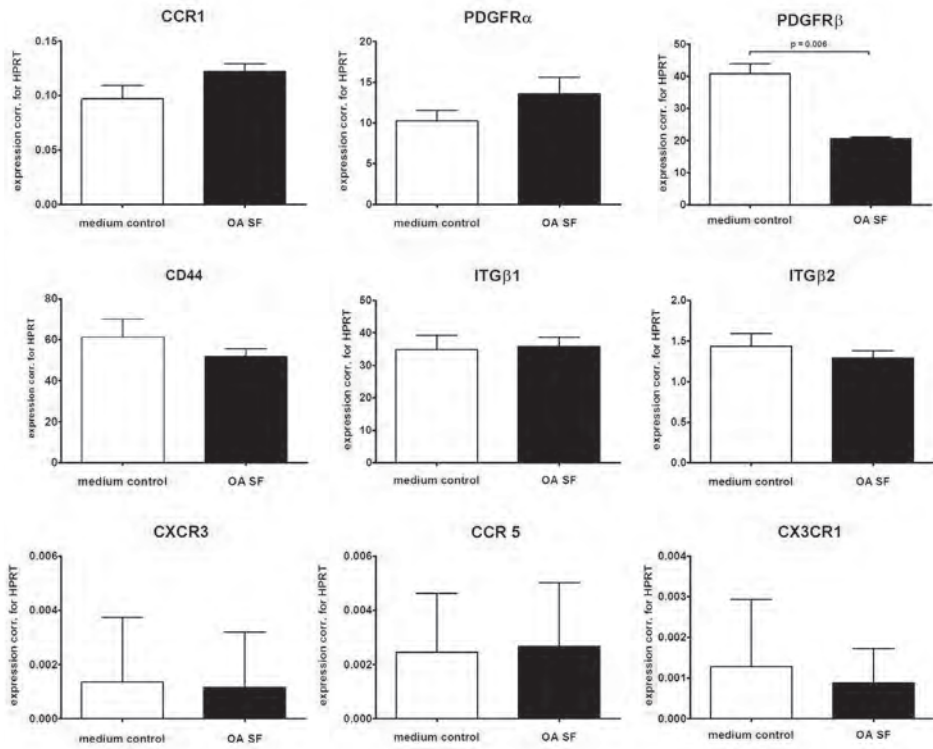 CCR1
PDGFRα
PDGFRβ
expression corr. for HPRT
0.15
0.10
0.05
0.00
medium control
OA SF
expression corr. for HPRT
20
15
10
5
0
medium control
OA SF
expression corr. for HPRT
50
40
30
20
10
0
p = 0.006
medium control
OA SF
CD44
ITGβ1
ITGβ2
expression corr. for HPRT
80
60
40
20
0
medium control
OA SF
expression corr. for HPRT
50
40
30
20
10
0
medium control
OA SF
expression corr. for HPRT
2.0
1.5
1.0
0.5
0.0
medium control
OA SF
CXCR3
CCR 5
CX3CR1
expression corr. for HPRT
0.006
0.004
0.002
0.000
medium control
OA SF
expression corr. for HPRT
0.006
0.004
0.002
0.000
medium control
OA SF
expression corr. for HPRT
0.004
0.003
0.002
0.001
0.000
medium control
OA SF